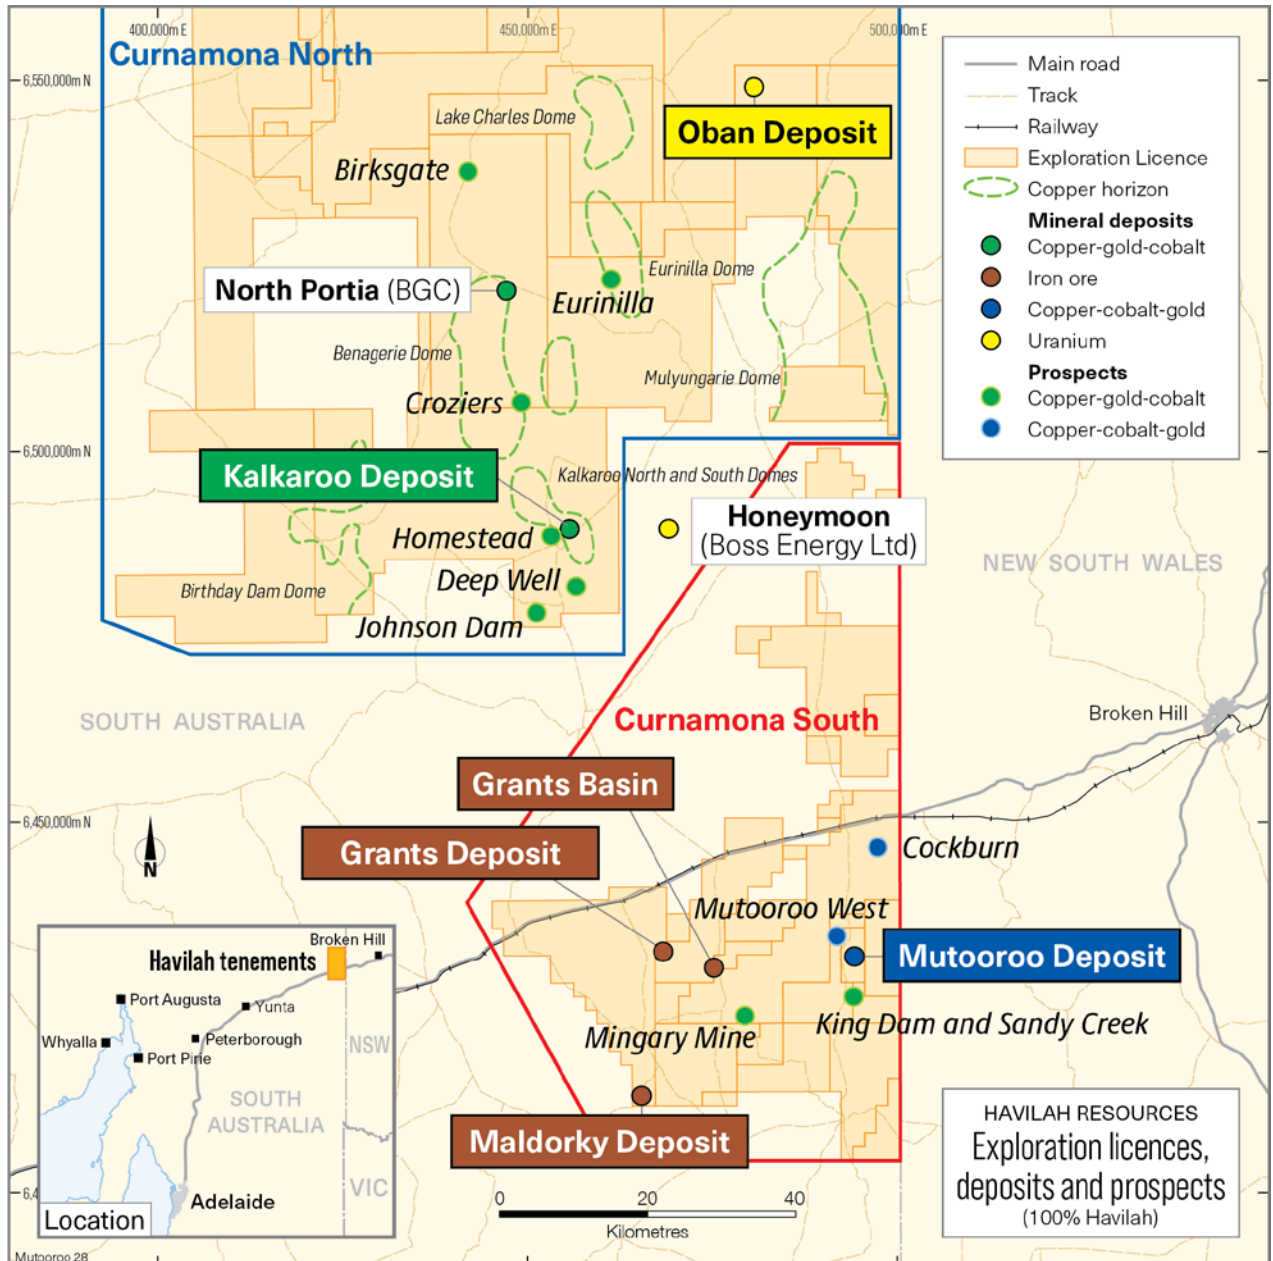 400,000m E
450,000m E
500,000m E
6,550,000m N
6,500,000m N
6,450,000m N
Curnamona North
Lake Charles Dome
Oban Deposit
Birksgate
North Portia (BGC)
Eurinilla Dome
Eurinilla
Benagerie Dome
Mulyungarie Dome
Croziers
Kalkaroo Deposit
Kalkaroo North and South Domes
Honeymoon
(Boss Energy Ltd)
Homestead
Deep Well
Birthday Dam Dome
Johnson Dam
NEW SOUTH WALES
SOUTH AUSTRALIA
Curnamona South
Broken Hill
Grants Basin
Grants Deposit
Cockburn
Mutooroo West
Mutooroo Deposit
King Dam and Sandy Creek
Mingary Mine
Maldorky Deposit
N
Main road
Track
Railway
Exploration Licence
Copper horizon
Mineral deposits
Copper-gold-cobalt
Iron ore
Copper-cobalt-gold
Uranium
Prospects
Copper-gold-cobalt
Copper-cobalt-gold
Broken Hill
Havilah tenements
Port Augusta
Yunta
Whyalla
Peterborough
Port Pirie
NSW
SOUTH
AUSTRALIA
VIC
Adelaide
Location
0 20 40
Kilometres
HAVILAH RESOURCES
Exploration licences,
deposits and prospects
(100% Havilah)
Mutooroo 28